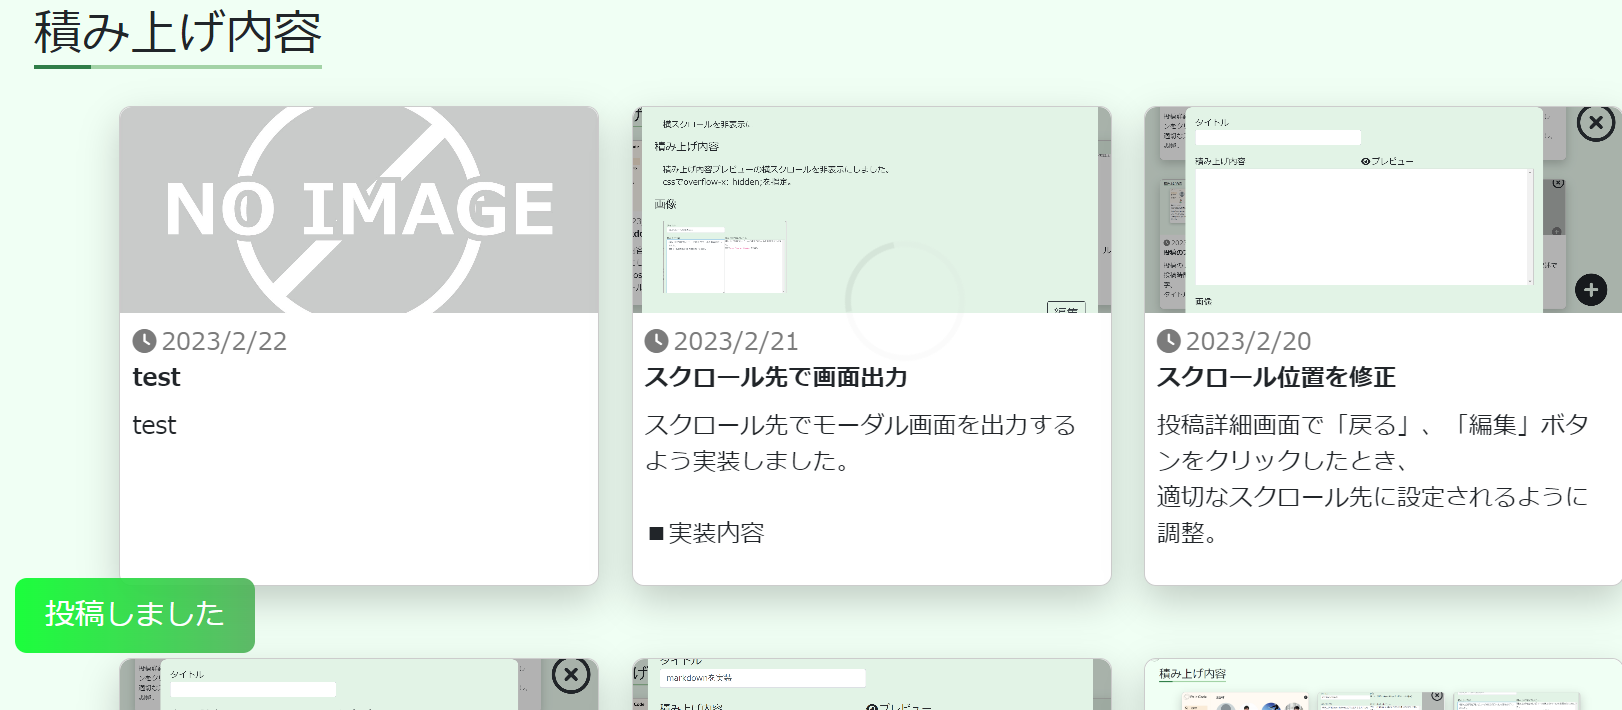 積み上げ内容
NO IMAGE
2023/2/22
test
test
横スクロールを非表示に
積み上げ内容
積み上げ内容プレビューの横スクロールを非表示にしました、
cssでoverflow-x: hidden;を指定。
画像
編集
2023/2/21
スクロール先で画面出力
スクロール先でモーダル画面を出力する
よう実装しました。
■実装内容
タイトル
積み上げ内容
プレビュー
画像
2023/2/20
スクロール位置を修正
投稿詳細画面で「戻る」、「編集」ボタ
ンをクリックしたとき、
適切なスクロール先に設定されるように
調整。
投稿しました
タイトル
タイトル
markdownを実装
積み上げ内容
プレビュー
積み上げ内容